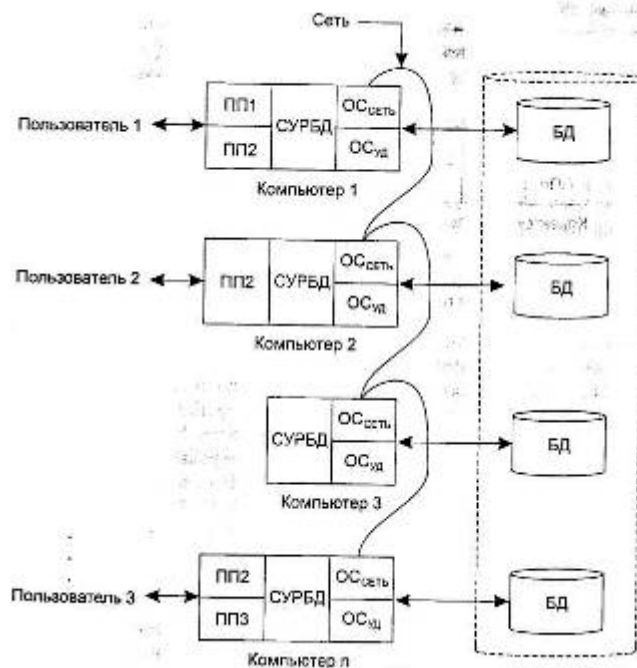 Сеть
Пользователь 1
ПП1
ПП2
СУРБД
ОСсеть
ОСуд
БД
Компьютер 1
Пользователь 2
ПП2
СУРБД
ОСсеть
ОСуд
БД
Компьютер 2
СУРБД
ОСсеть
ОСуд
БД
Компьютер 3
Пользователь 3
ПП2
ПП3
СУРБД
ОСсеть
ОСуд
БД
Компьютер n